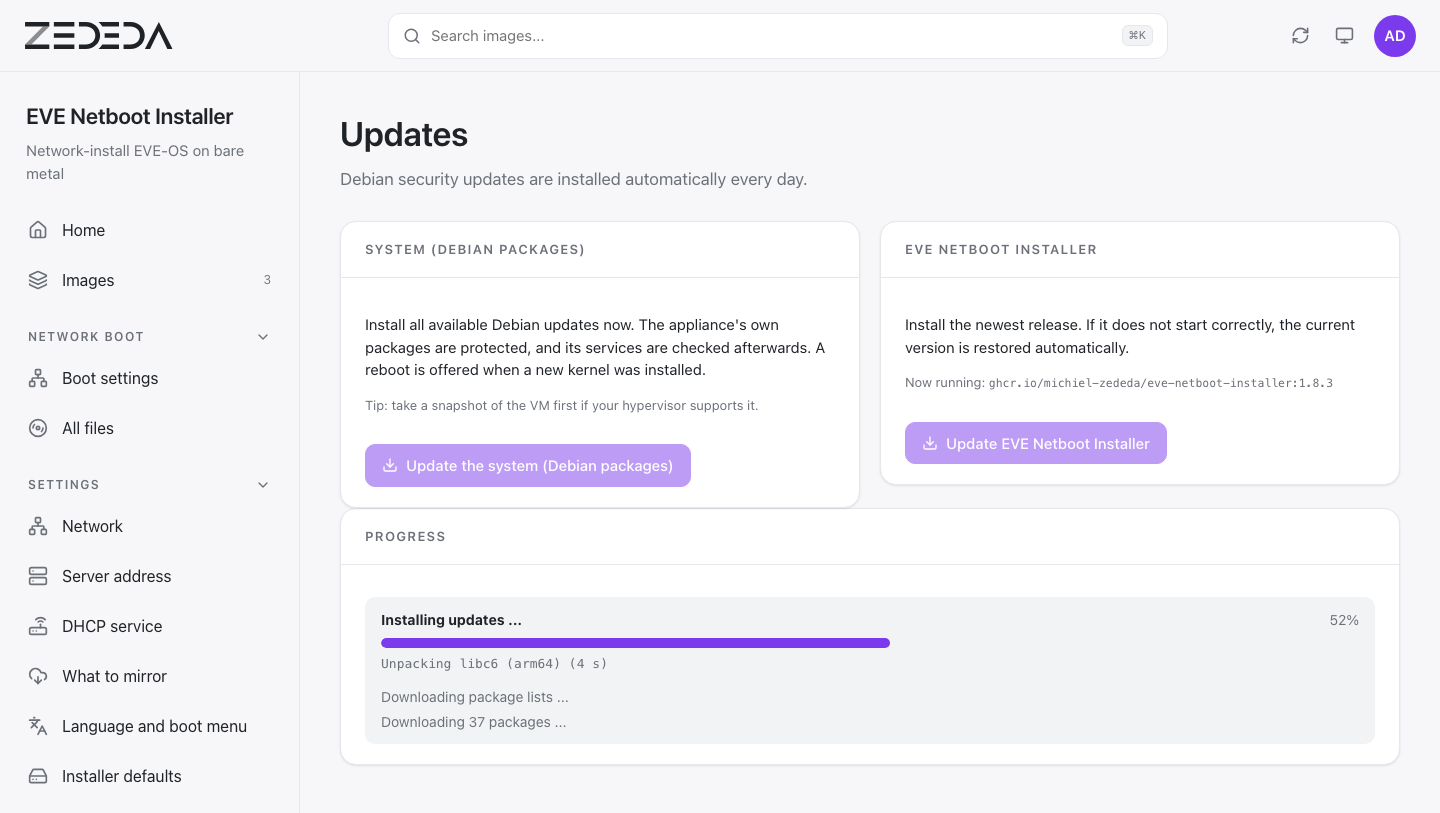 ZEDEDA
Search images...
⌘K
AD
EVE Netboot Installer
Network-install EVE-OS on bare
metal
Home
Images
3
NETWORK BOOT
Boot settings
All files
SETTINGS
Network
Server address
DHCP service
What to mirror
Language and boot menu
Installer defaults
Updates
Debian security updates are installed automatically every day.
SYSTEM (DEBIAN PACKAGES)
Install all available Debian updates now. The appliance's own
packages are protected, and its services are checked afterwards. A
reboot is offered when a new kernel was installed.
Tip: take a snapshot of the VM first if your hypervisor supports it.
Update the system (Debian packages)
EVE NETBOOT INSTALLER
Install the newest release. If it does not start correctly, the current
version is restored automatically.
Now running: ghcr.io/michiel-zededa/eve-netboot-installer:1.8.3
Update EVE Netboot Installer
PROGRESS
Installing updates ...
52%
Unpacking libc6 (arm64) (4 s)
Downloading package lists ...
Downloading 37 packages ...